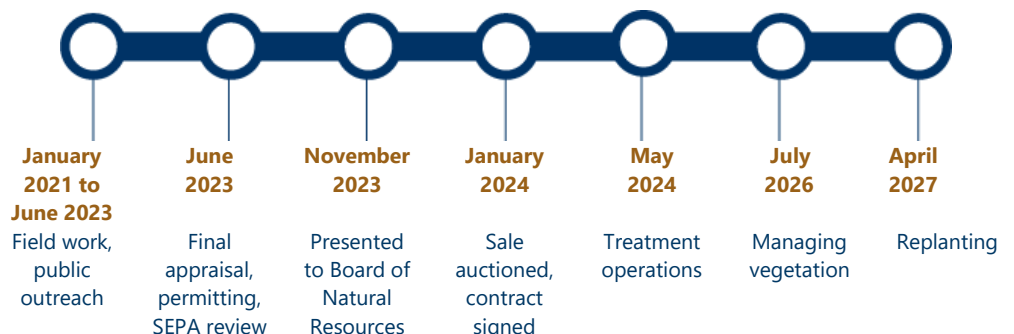 January
2021 to
June 2023
Field work,
public
outreach
June
2023
Final
appraisal,
permitting,
SEPA review
November
2023
Presented
to Board of
Natural
Resources
January
2024
Sale
auctioned,
contract
signed
May
2024
Treatment
operations
July
2026
Managing
vegetation
April
2027
Replanting